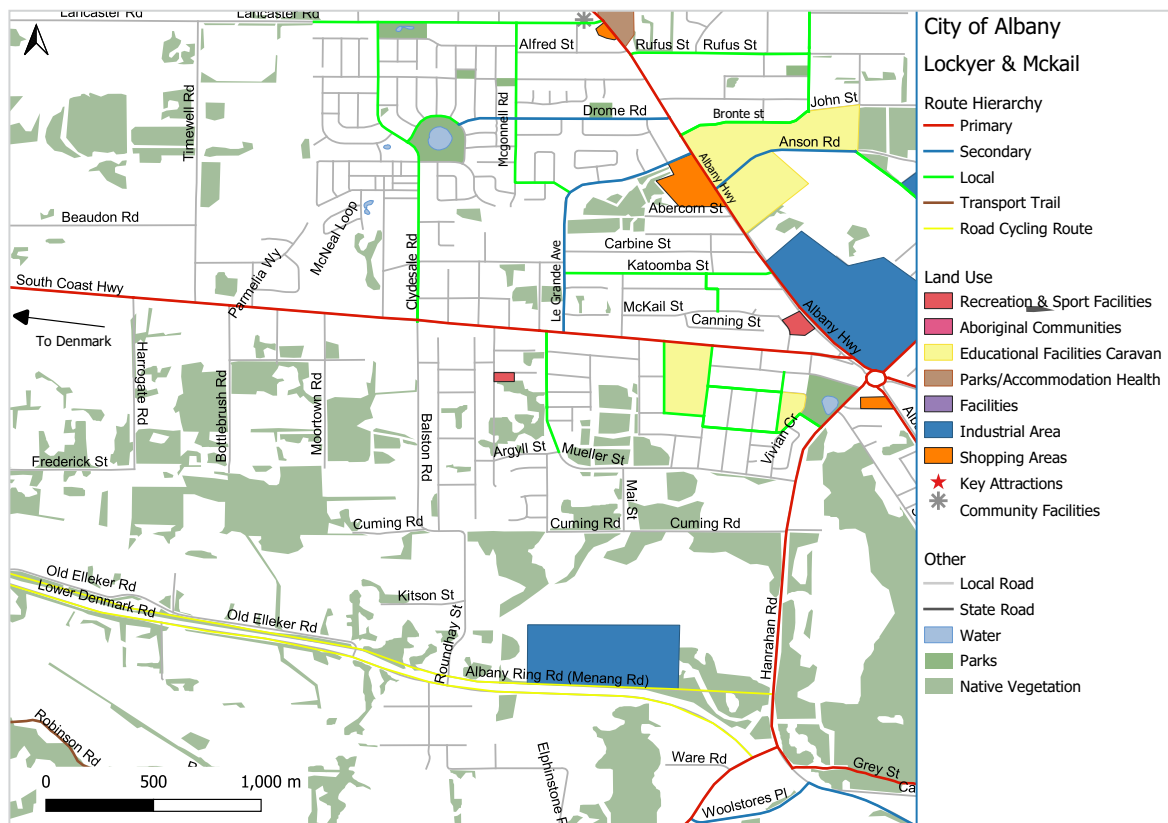 Lancaster Rd
Lancaster Rd
Alfred St
Rufus St
Rufus St
Timewell Rd
Mcgonnell Rd
Drome Rd
Bronte st
John St
Anson Rd
Albany Hwy
Abercorn St
Beaudon Rd
McNeal Loop
Parmelia Wy
Clydesale Rd
Le Grande Ave
Carbine St
Katoomba St
South Coast Hwy
McKail St
Canning St
Albany Hwy
To Denmark
Harrogate Rd
Bottlebrush Rd
Moortown Rd
Balston Rd
Argyll St
Mueller St
Vivian Cr
Frederick St
Mai St
Cuming Rd
Cuming Rd
Cuming Rd
Old Elleker Rd
Lower Denmark Rd
Old Elleker Rd
Kitson St
Roundhay St
Hanrahan Rd
Albany Ring Rd (Menang Rd)
Robinson Rd
Elphinstone
Ware Rd
Grey St
Woolstores Pl
0 500 1,000 m
City of Albany
Lockyer & Mckail
Route Hierarchy
Primary
Secondary
Local
Transport Trail
Road Cycling Route
Land Use
Recreation & Sport Facilities
Aboriginal Communities
Educational Facilities Caravan
Parks/Accommodation Health
Facilities
Industrial Area
Shopping Areas
Key Attractions
Community Facilities
Other
Local Road
State Road
Water
Parks
Native Vegetation